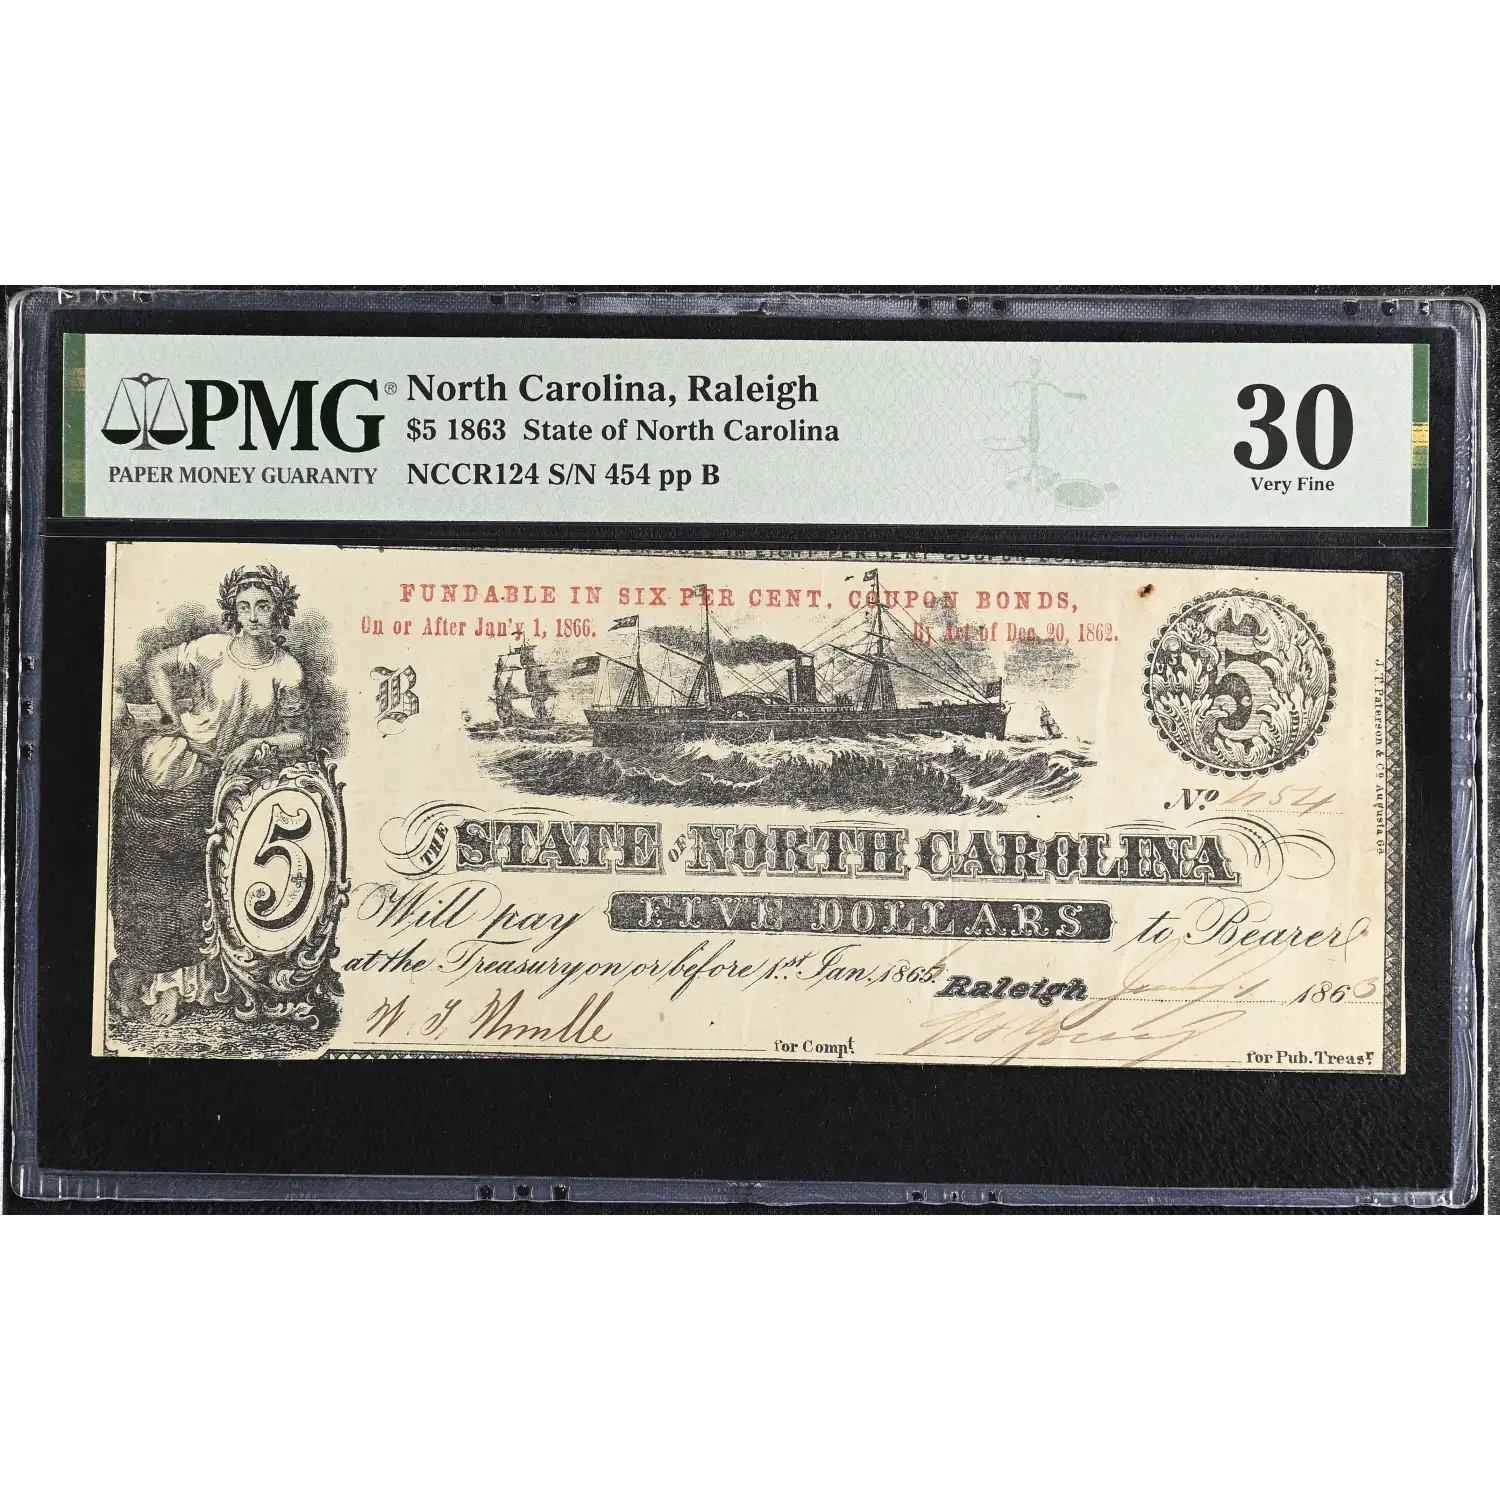 PMG®
PAPER MONEY GUARANTY
North Carolina, Raleigh
$5 1863 State of North Carolina
NCCR124 S/N 454 pp B
30
Very Fine
FUNDABLE IN SIX PER CENT. COUPON BONDS,
On or After Jan'y 1, 1866. By Act of Dec. 20, 1862.
B
5
No. 454
THE STATE OF NORTH CAROLINA
Will pay FIVE DOLLARS to Bearer
at the Treasury on or before 1st Jan. 1866 Raleigh 1, 1863
for Compt. for Pub. Treasr.
5
J. T. Paterson & Co. Augusta Ga